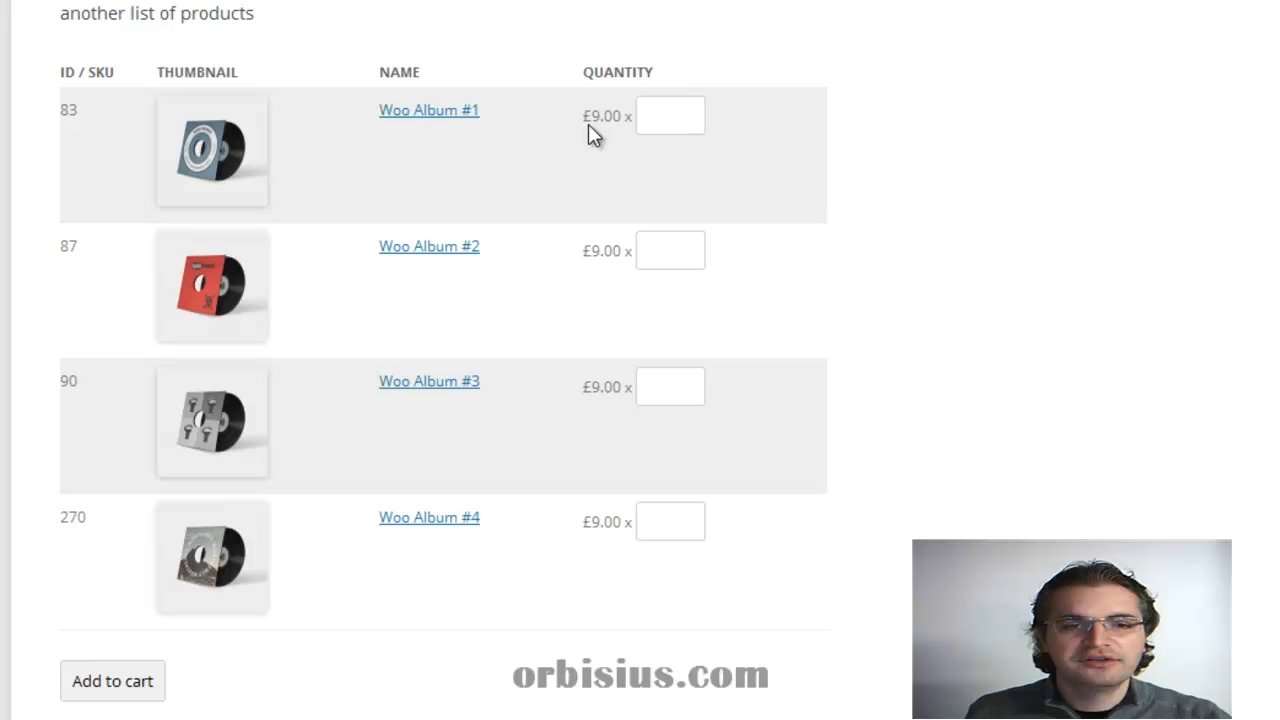 another list of products
ID / SKU THUMBNAIL NAME QUANTITY
83 Woo Album #1 £9.00 x
87 Woo Album #2 £9.00 x
90 Woo Album #3 £9.00 x
270 Woo Album #4 £9.00 x
Add to cart
orbisius.com